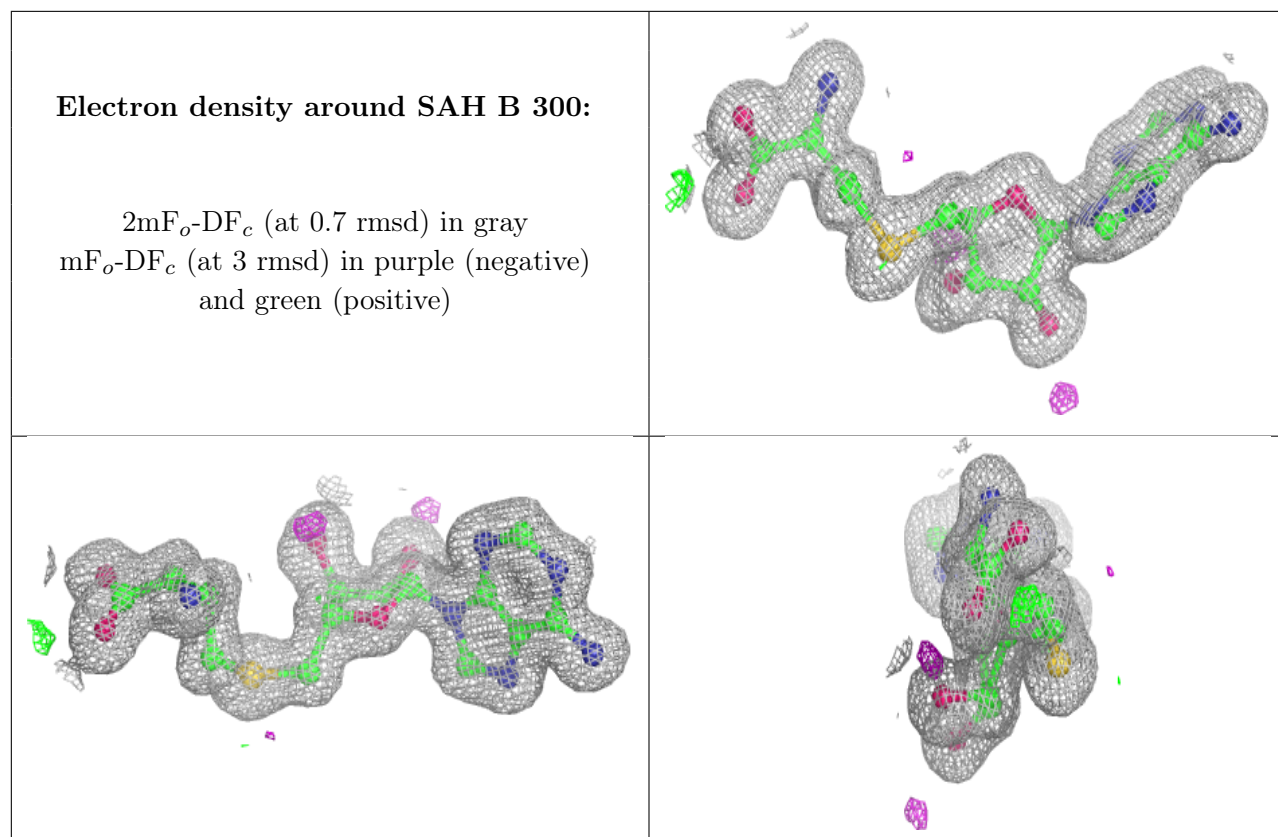 Electron density around SAH B 300:
2mFₒ-DF𝒸 (at 0.7 rmsd) in gray
mFₒ-DF𝒸 (at 3 rmsd) in purple (negative)
and green (positive)